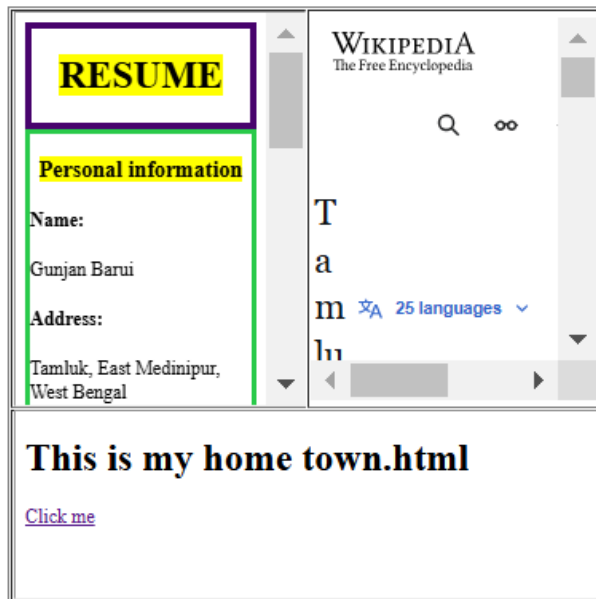 RESUME
Personal information
Name:
Gunjan Barui
Address:
Tamluk, East Medinipur,
West Bengal
WIKIPEDIA
The Free Encyclopedia
T
a
m
lu
25 languages
This is my home town.html
Click me